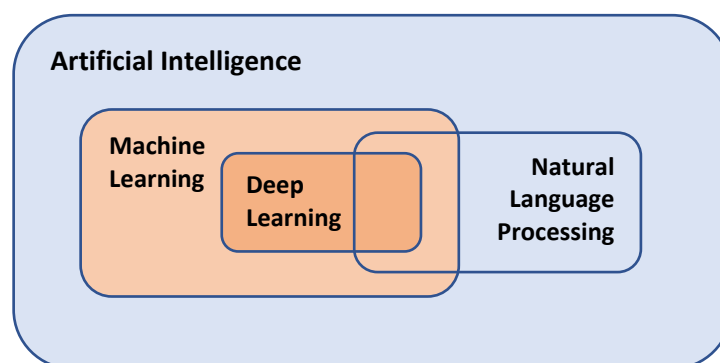 Artificial Intelligence
Machine
Learning
Deep
Learning
Natural
Language
Processing